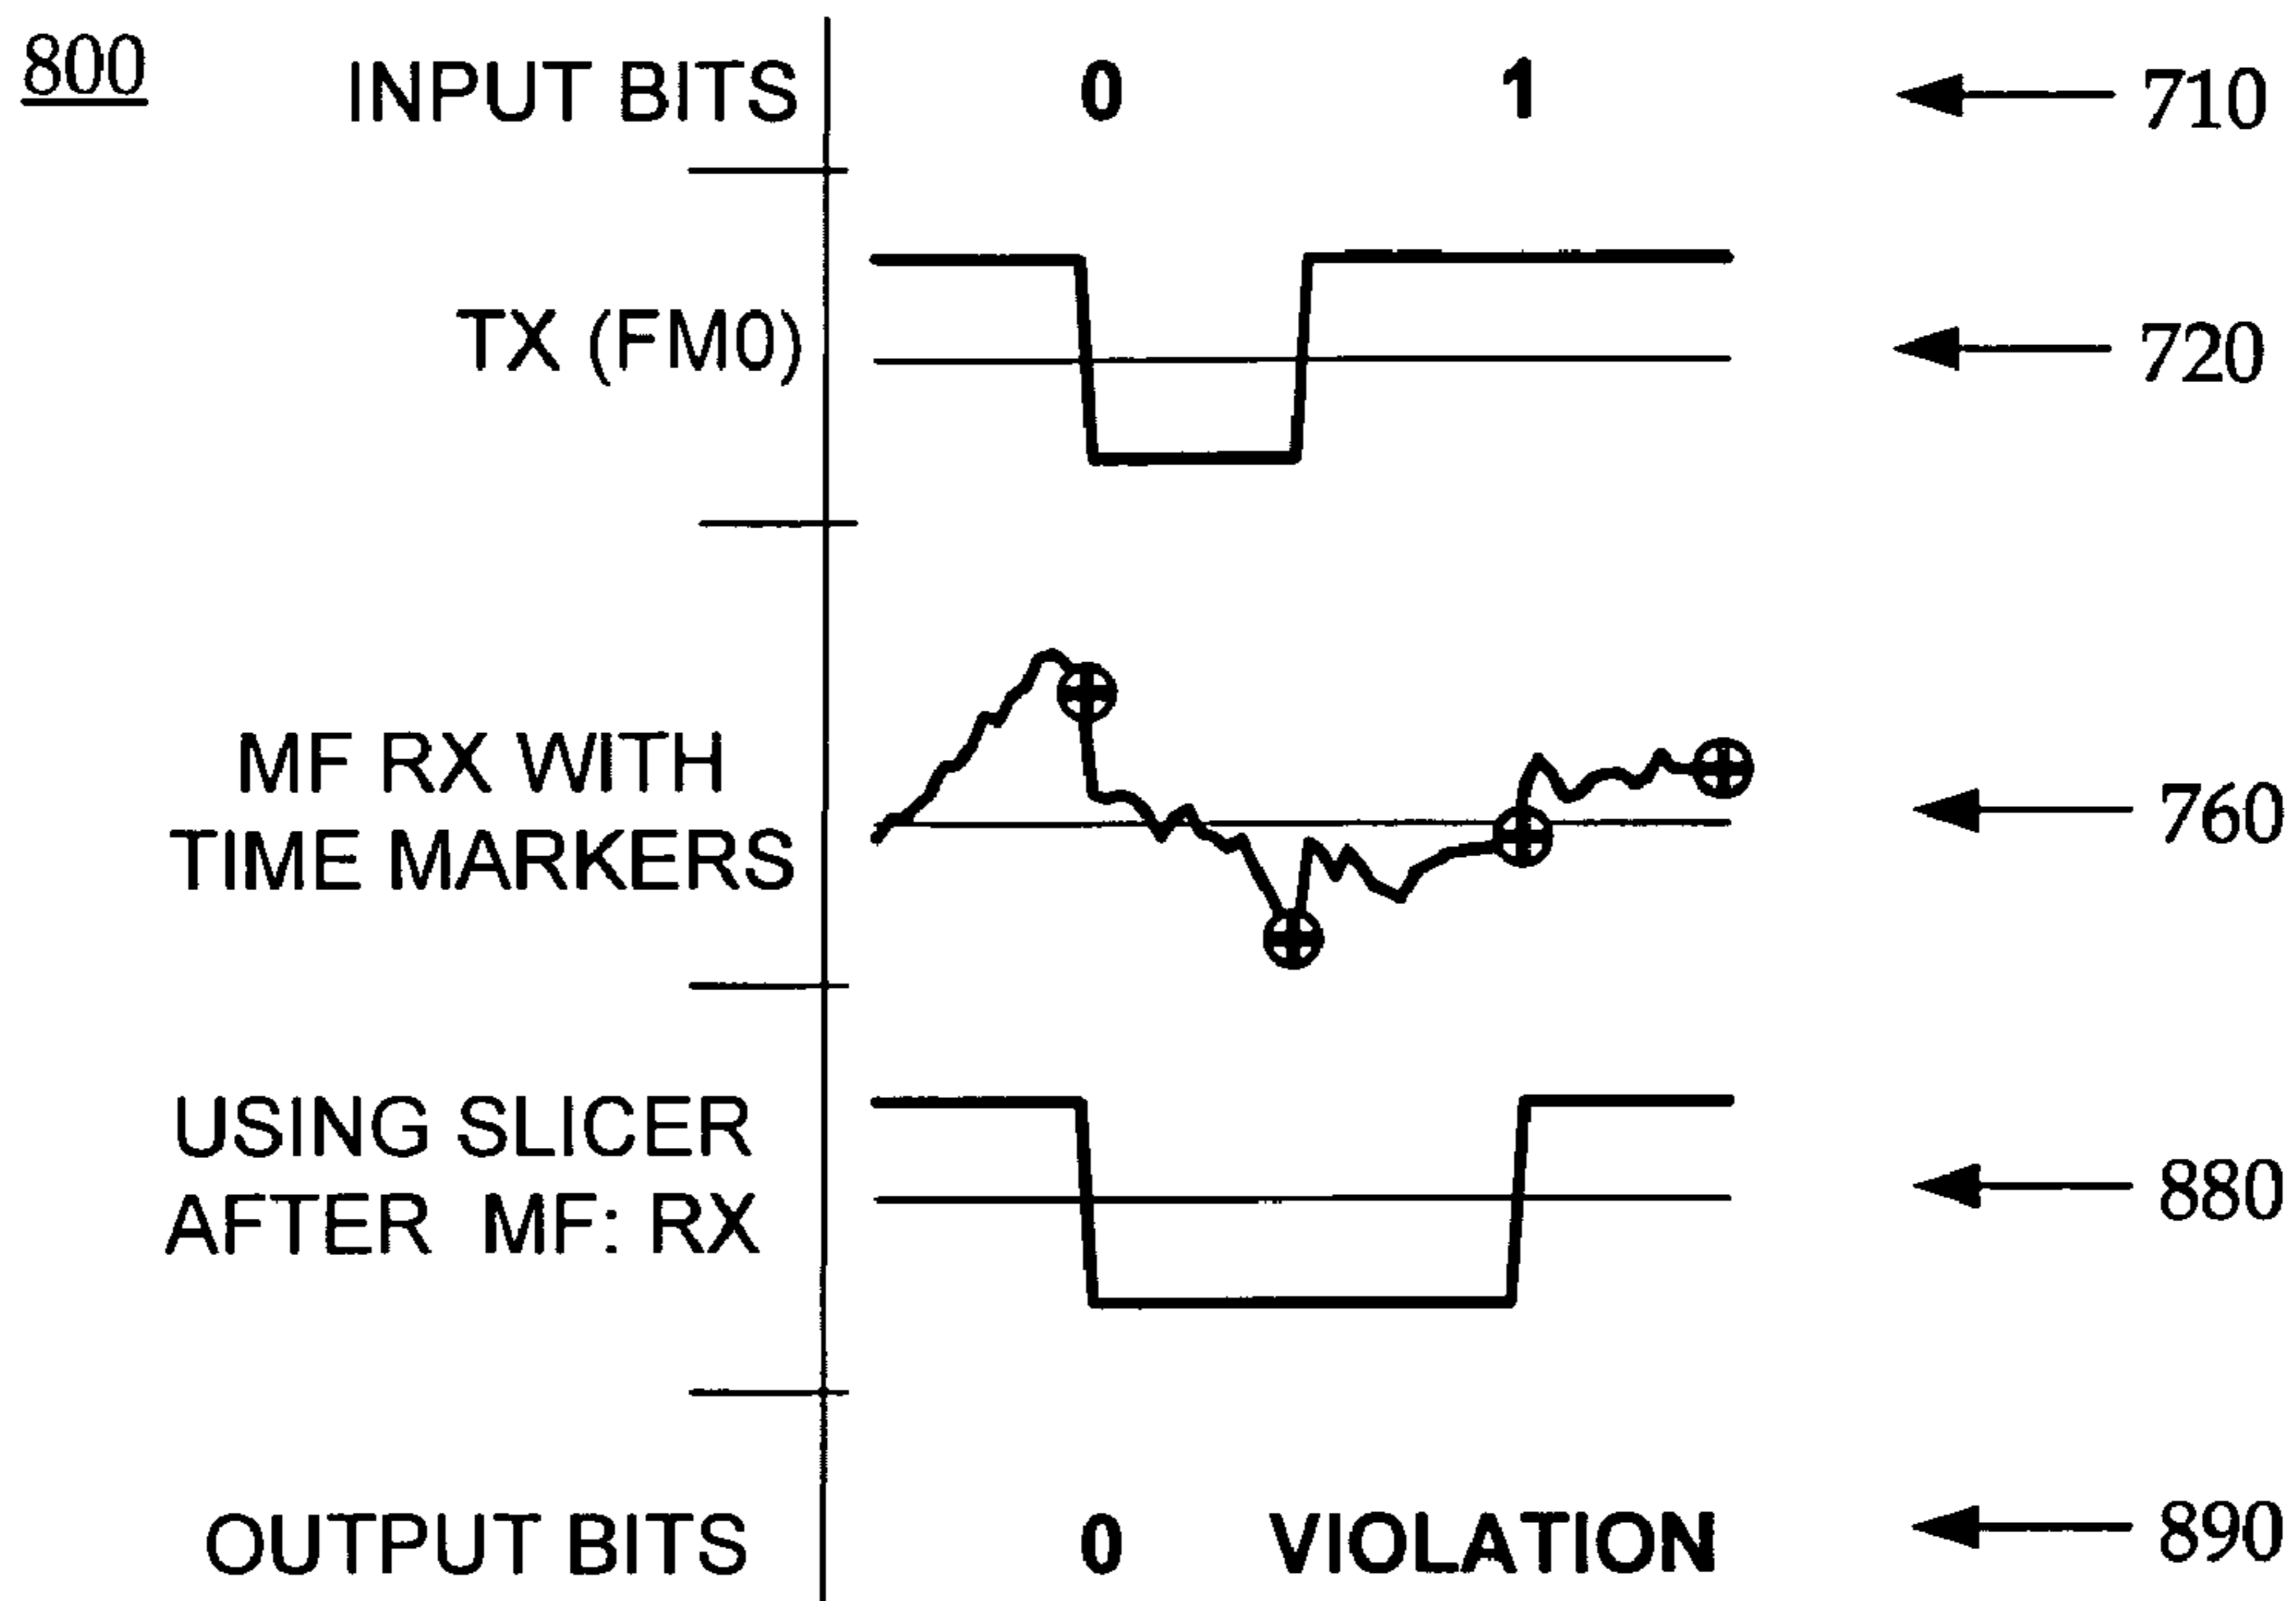 800
INPUT BITS 0 1 710
TX (FM0) 720
MF RX WITH
TIME MARKERS 760
USING SLICER
AFTER MF: RX 880
OUTPUT BITS 0 VIOLATION 890